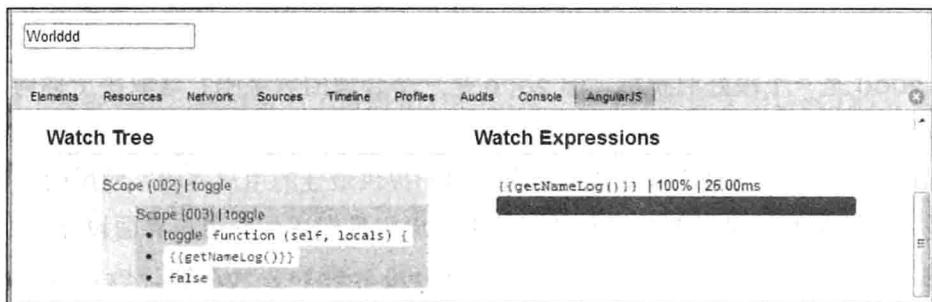 Worlddd
Elements Resources Network Sources Timeline Profiles Audits Console AngularJS
Watch Tree
Scope (002) | toggle
Scope (003) | toggle
• toggle function (self, locals) {
• {{getNameLog()}}
• false
Watch Expressions
{{getNameLog()}} | 100% | 26.00ms